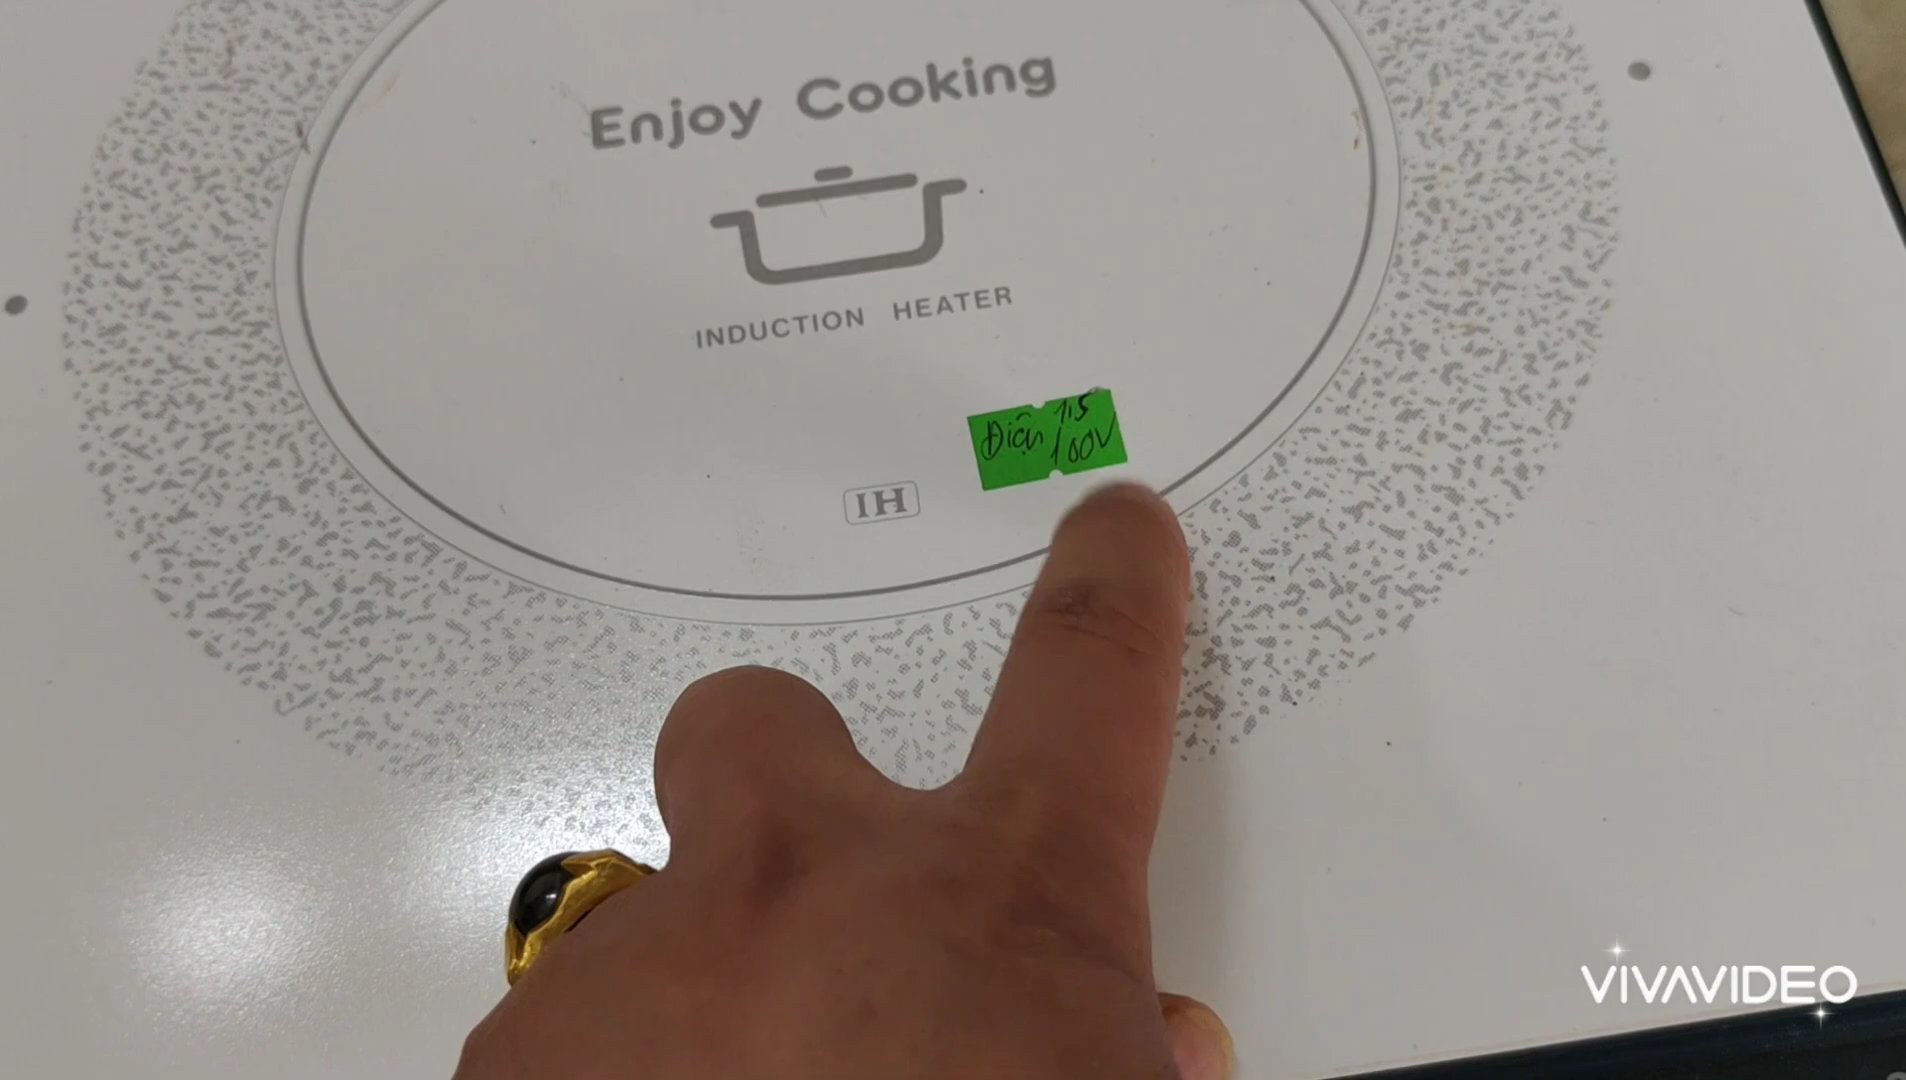 Enjoy Cooking
INDUCTION HEATER
Điện 1.5
100V
IH
VIVAVIDEO